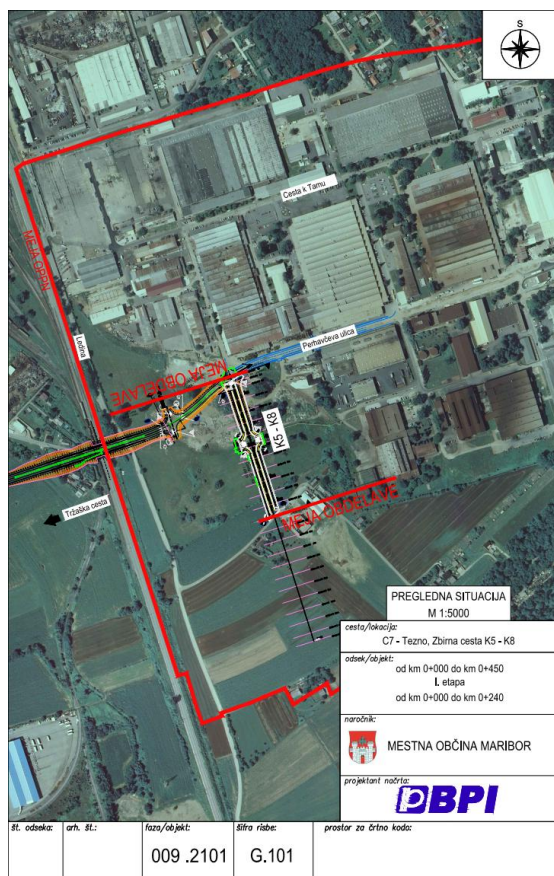 S
Cesta k Tamu
MEJA OPPN
Ledina
Perhavčeva ulica
MEJA OBDELAVE
K5 - K8
Tržaška cesta
MEJA OBDELAVE
PREGLEDNA SITUACIJA
M 1:5000
cesta/lokacija:
C7 - Tezno, Zbirna cesta K5 - K8
odsek/objekt:
od km 0+000 do km 0+450
I. etapa
od km 0+000 do km 0+240
naročnik:
MESTNA OBČINA MARIBOR
projektant načrta:
BPI
št. odseka:
arh. št.:
faza/objekt:
šifra risbe:
prostor za črtno kodo:
009 .2101
G.101